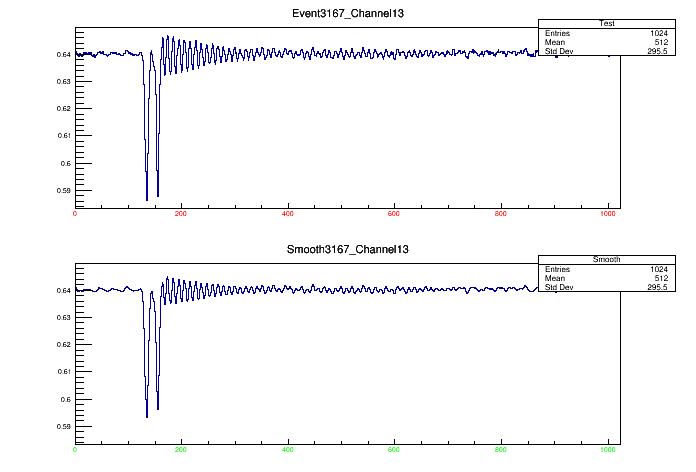 Event3167_Channel13
Test
Entries 1024
Mean 512
Std Dev 295.5
0.64
0.63
0.62
0.61
0.6
0.59
0 200 400 600 800 1000
Smooth3167_Channel13
Smooth
Entries 1024
Mean 512
Std Dev 295.5
0.64
0.63
0.62
0.61
0.6
0.59
0 200 400 600 800 1000